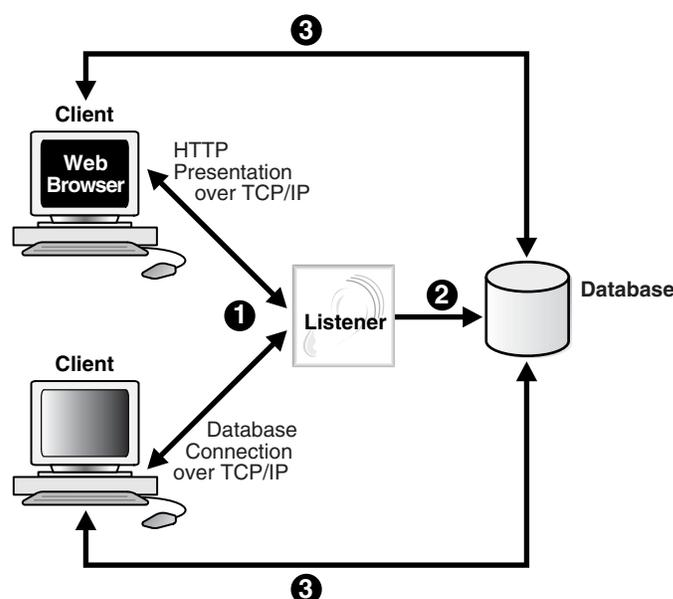 3
Client
Web
Browser
HTTP
Presentation
over TCP/IP
1
Listener
2
Database
Client
Database
Connection
over TCP/IP
3